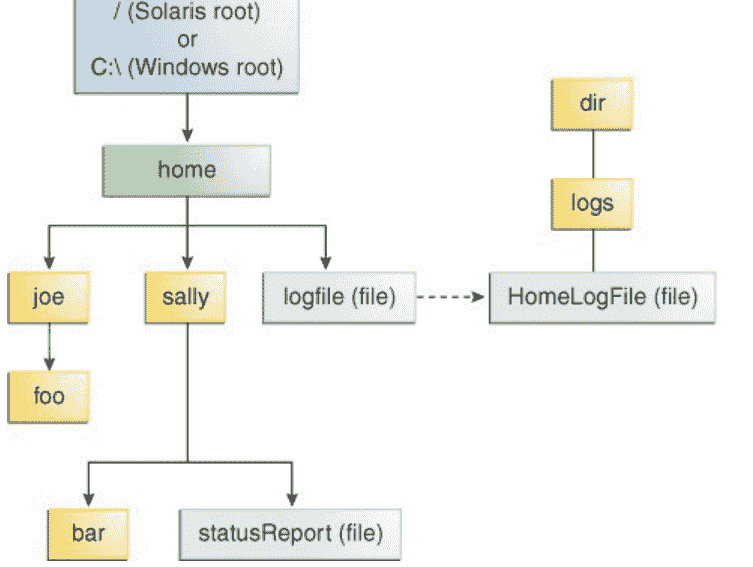 / (Solaris root)
or
C:\ (Windows root)
dir
home
logs
joe
sally
logfile (file)
HomeLogFile (file)
foo
bar
statusReport (file)